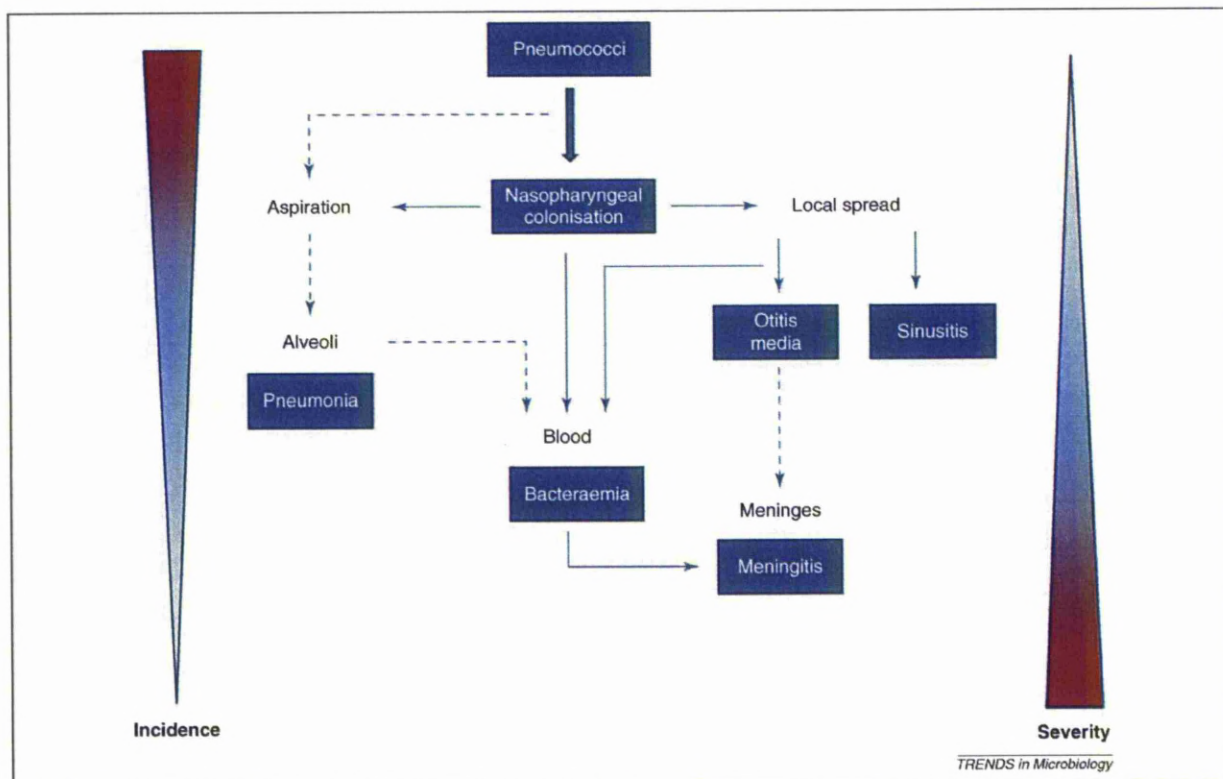 Pneumococci
Nasopharyngeal
colonisation
Aspiration
Local spread
Otitis
media
Sinusitis
Alveoli
Pneumonia
Blood
Bacteraemia
Meninges
Meningitis
Incidence
Severity
TRENDS in Microbiology